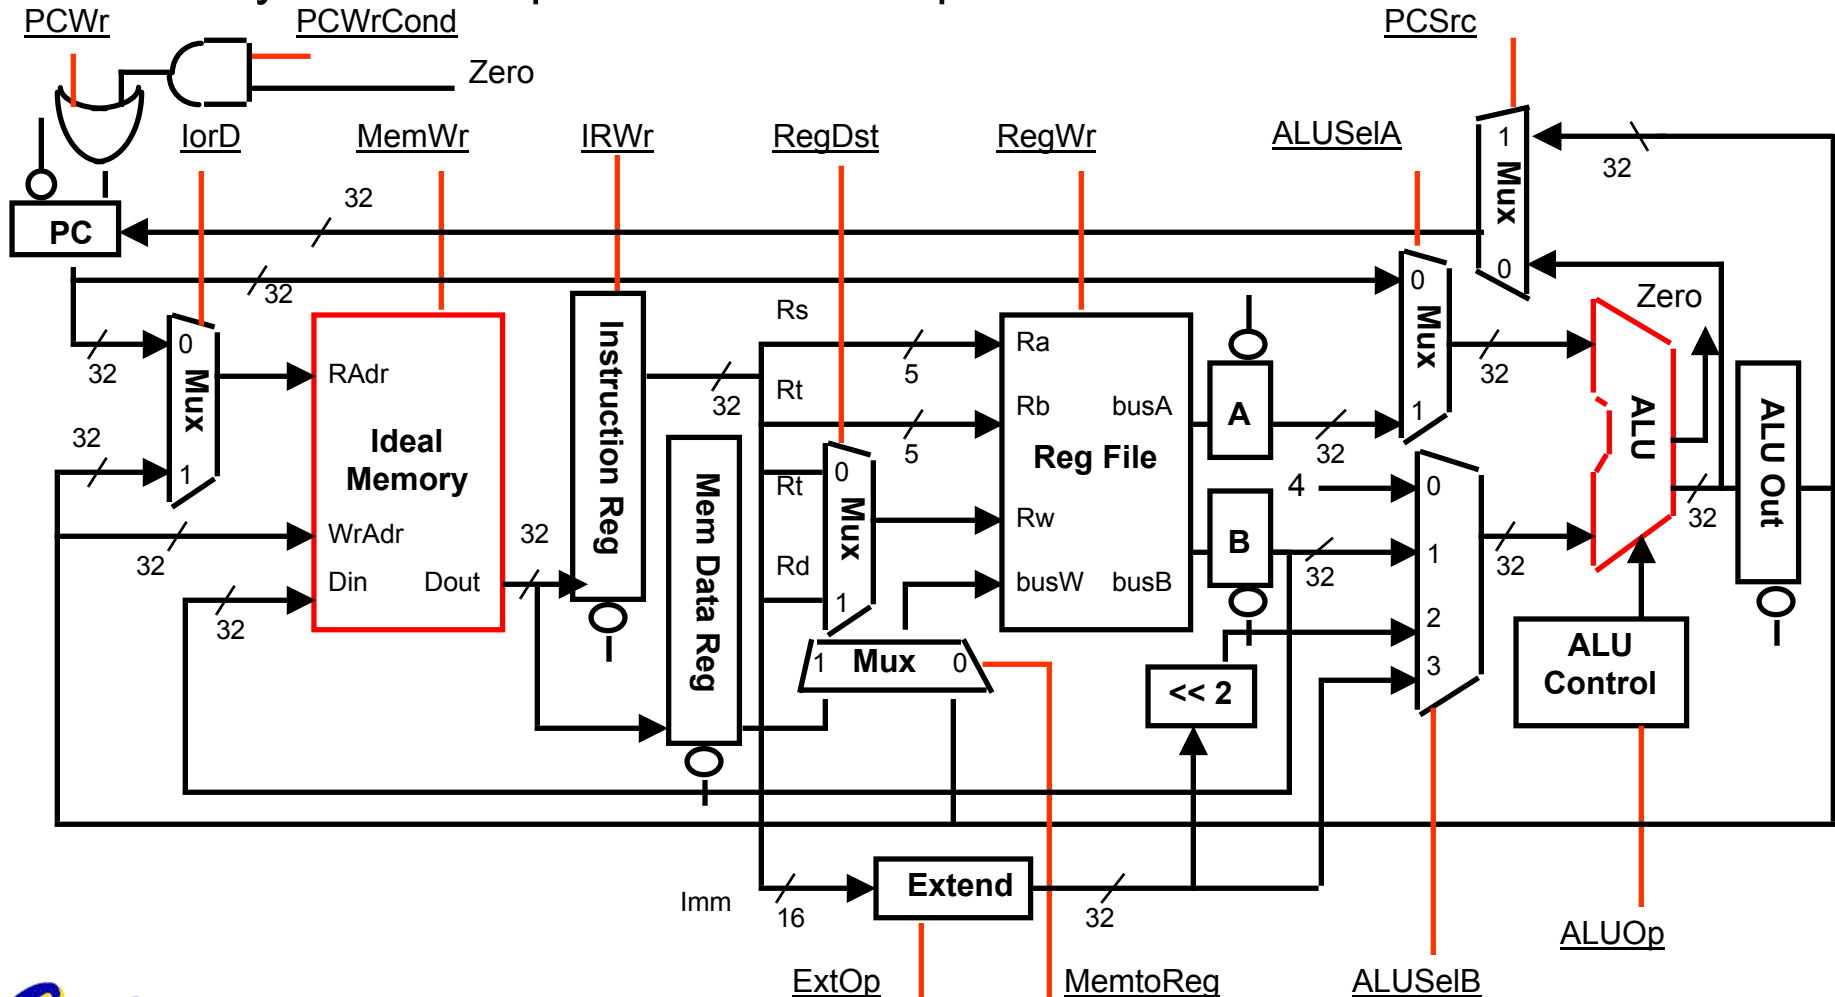 PCWr
PCWrCond
PCSrc
Zero
IorD
MemWr
IRWr
RegDst
RegWr
ALUSelA
1
Mux
0
32
32
PC
32
0
Mux
1
32
32
32
32
RAdr
Ideal
Memory
WrAdr
Din
Dout
32
Instruction Reg
32
Mem Data Reg
Rs
Rt
Rt
Rd
5
5
0
Mux
1
1
Mux
0
Ra
Rb
busA
Reg File
Rw
busW
busB
A
B
32
32
0
Mux
1
32
4
0
1
2
3
32
<< 2
Zero
ALU
32
ALU Out
ALU
Control
Imm
16
Extend
32
ExtOp
MemtoReg
ALUSelB
ALUOp